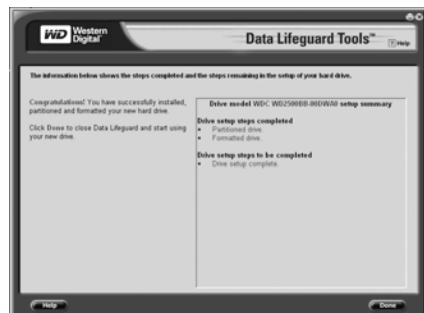 WD Western Digital
Data Lifeguard Tools™
? Help
The information below shows the steps completed and the steps remaining in the setup of your hard drive.
Congratulations! You have successfully installed,
partitioned and formatted your new hard drive.
Click Done to close Data Lifeguard and start using
your new drive.
Drive model WDC WD2500BB-00DWA0 setup summary
Drive setup steps completed
• Partitioned drive.
• Formatted drive.
Drive setup steps to be completed
• Drive setup complete.
Help
Done